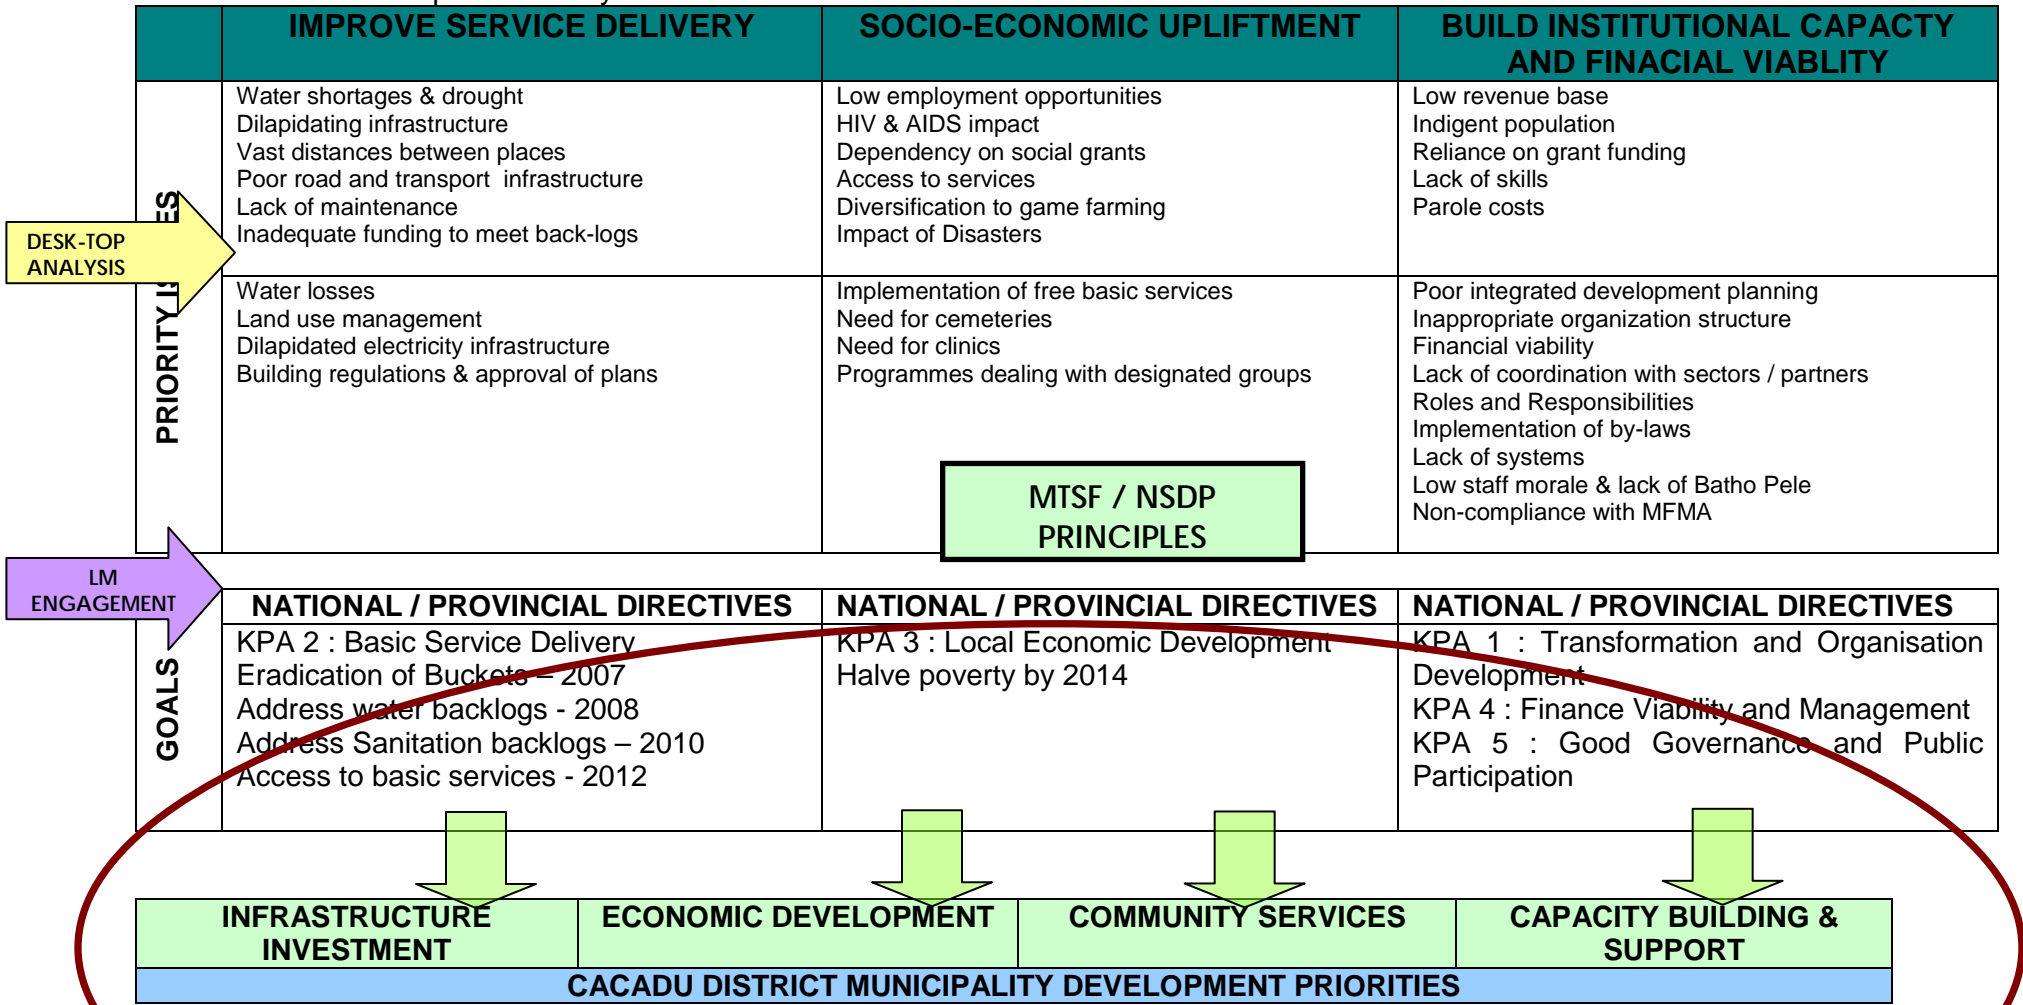 IMPROVE SERVICE DELIVERY
SOCIO-ECONOMIC UPLIFTMENT
BUILD INSTITUTIONAL CAPACTY
AND FINACIAL VIABLITY
DESK-TOP
ANALYSIS
Water shortages & drought
Dilapidating infrastructure
Vast distances between places
Poor road and transport infrastructure
Lack of maintenance
Inadequate funding to meet back-logs
Low employment opportunities
HIV & AIDS impact
Dependency on social grants
Access to services
Diversification to game farming
Impact of Disasters
Low revenue base
Indigent population
Reliance on grant funding
Lack of skills
Parole costs
PRIORITY
Water losses
Land use management
Dilapidated electricity infrastructure
Building regulations & approval of plans
Implementation of free basic services
Need for cemeteries
Need for clinics
Programmes dealing with designated groups
Poor integrated development planning
Inappropriate organization structure
Financial viability
Lack of coordination with sectors / partners
Roles and Responsibilities
Implementation of by-laws
Lack of systems
Low staff morale & lack of Batho Pele
Non-compliance with MFMA
MTSF / NSDP
PRINCIPLES
LM
ENGAGEMENT
GOALS
NATIONAL / PROVINCIAL DIRECTIVES
KPA 2 : Basic Service Delivery
Eradication of Buckets – 2007
Address water backlogs - 2008
Address Sanitation backlogs – 2010
Access to basic services - 2012
NATIONAL / PROVINCIAL DIRECTIVES
KPA 3 : Local Economic Development
Halve poverty by 2014
NATIONAL / PROVINCIAL DIRECTIVES
KPA 1 : Transformation and Organisation
Development
KPA 4 : Finance Viability and Management
KPA 5 : Good Governance and Public
Participation
INFRASTRUCTURE
INVESTMENT
ECONOMIC DEVELOPMENT
COMMUNITY SERVICES
CAPACITY BUILDING &
SUPPORT
CACADU DISTRICT MUNICIPALITY DEVELOPMENT PRIORITIES